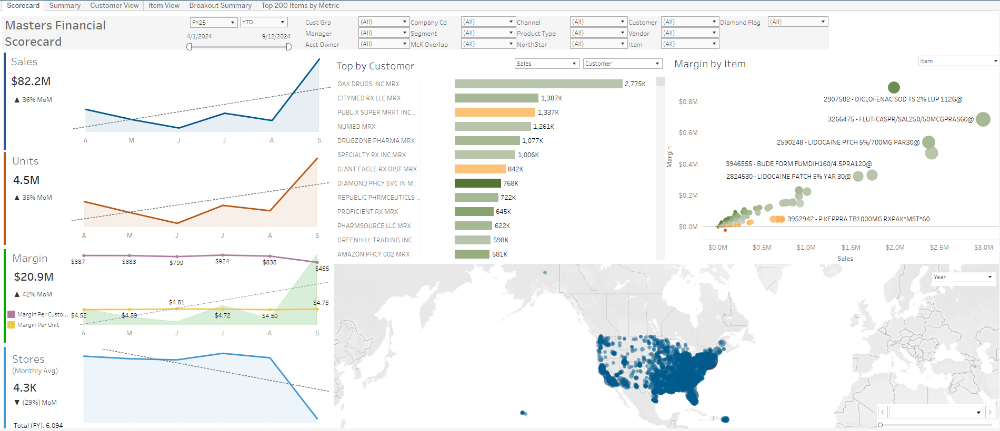 Scorecard Summary Customer View Item View Breakout Summary Top 200 Items by Metric
Masters Financial
Scorecard
FY25 YTD
4/1/2024 9/12/2024
Cust Grp (All) Company Cd (All) Channel (All) Customer (All) Diamond Flag (All)
Manager (All) Segment (All) Product Type (All) Vendor (All)
Acct Owner (All) McK Overlap (All) NorthStar (All) Item (All)
Sales
$82.2M
▲ 36% MoM
A M J J A S
Units
4.5M
▲ 35% MoM
A M J J A S
Margin
$20.9M
▲ 42% MoM
Margin Per Custo...
Margin Per Unit
$887 $883 $799 $924 $838 $455
$4.52 $4.59 $4.81 $4.72 $4.50 $4.73
A M J J A S
Stores
(Monthly Avg)
4.3K
▼ (29%) MoM
Total (FY): 6,094
Top by Customer
Sales Customer
OAK DRUGS INC MRX 2,775K
CITYMED RX LLC MRX 1,387K
PUBLIX SUPER MRKT INC .. 1,337K
NUMED MRX 1,261K
DRUGZONE PHARMA MRX 1,077K
SPECIALTY RX INC MRX 1,006K
GIANT EAGLE RX DIST MRX 842K
DIAMOND PHCY SVC IN M.. 768K
REPUBLIC PHRMCEUTICLS .. 722K
PROFICIENT RX MRX 645K
PHARMSOURCE LLC MRX 622K
GREENHILL TRADING INC .. 598K
AMAZON PHCY 002 MRX 581K
Margin by Item
Item
Margin
$0.8M
$0.6M
$0.4M
$0.2M
$0.0M
2907582 - DICLOFENAC SOD TS 2% LUP 112G@
3266475 - FLUTICASPR/SAL250/50MCGPRAS60@
2590248 - LIDOCAINE PTCH 5%/700MG PAR30@
3946555 - BUDE FORM FUMDIH160/4.5PRA120@
2824530 - LIDOCAINE PATCH 5% YAR 30@
3952942 - P KEPPRA TB1000MG RXPAK*MST*60
$0.0M $0.5M $1.0M $1.5M $2.0M $2.5M $3.0M
Sales
Year